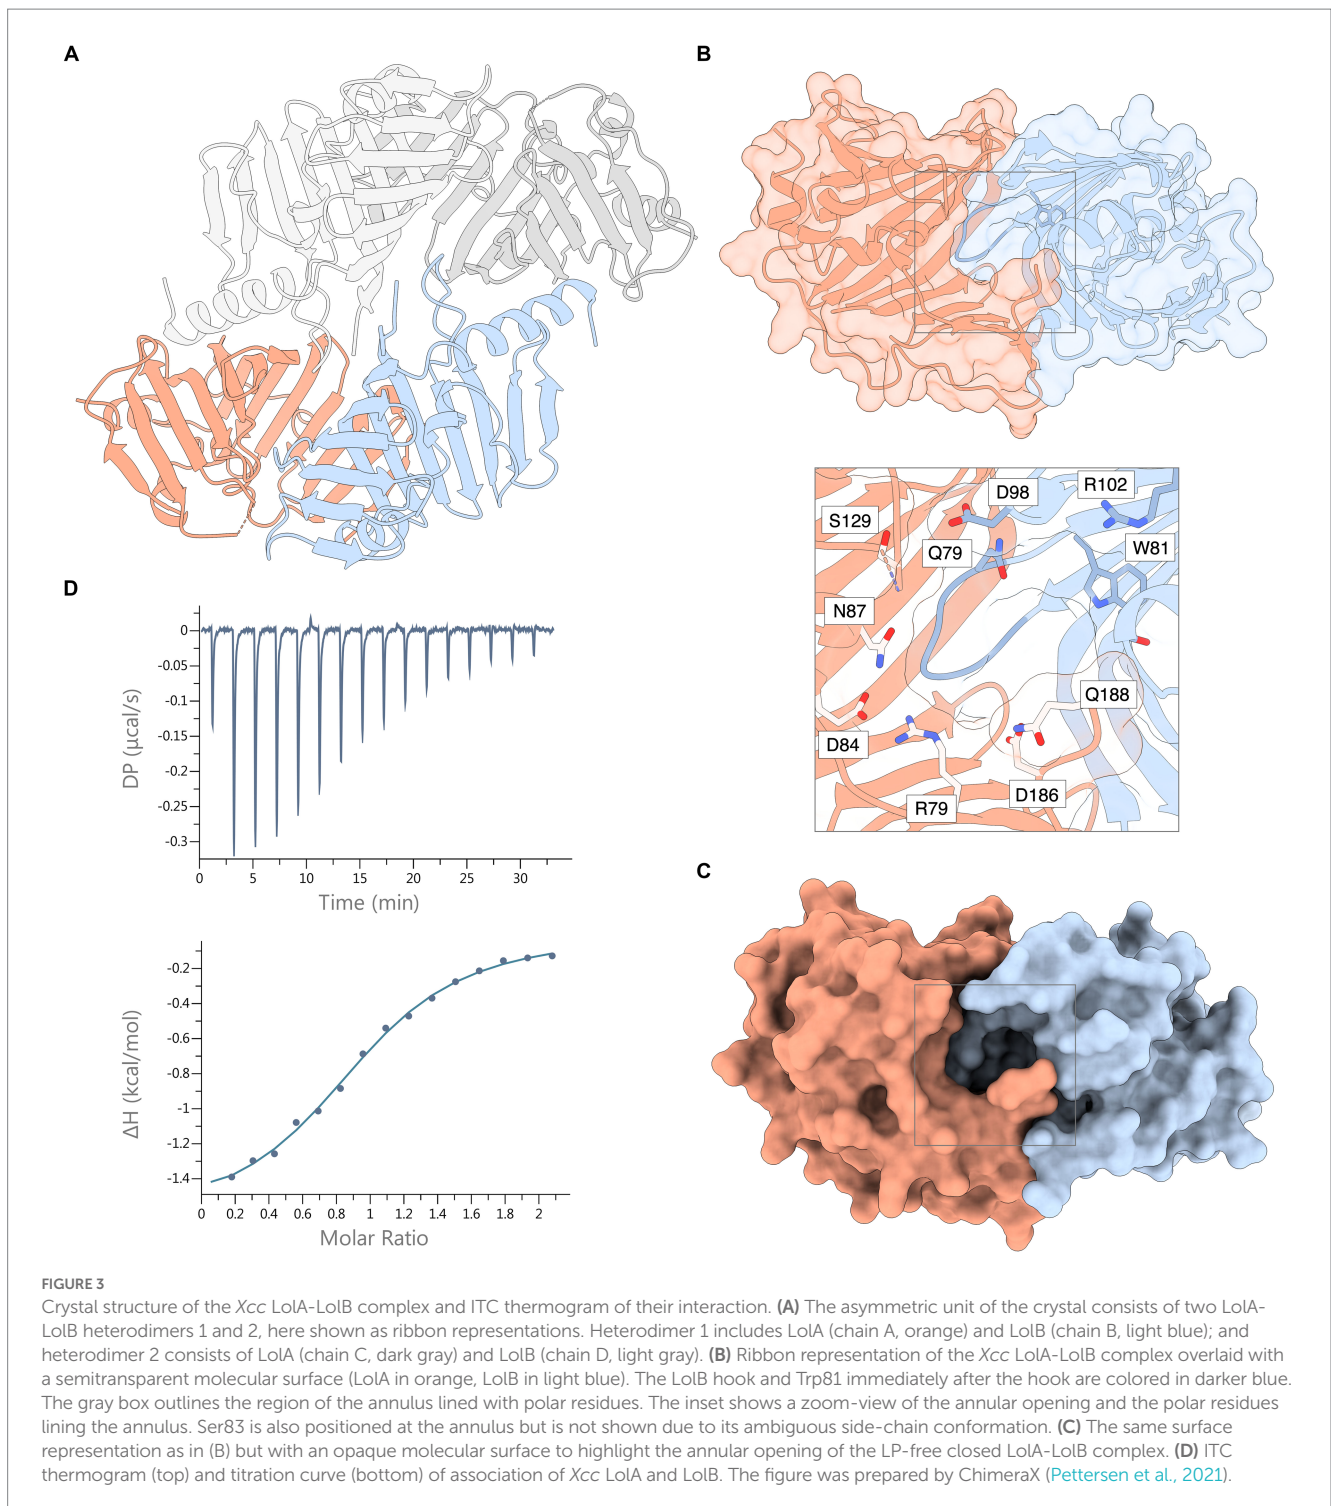 A
B
D98
R102
S129
Q79
W81
N87
Q188
D84
R79
D186
C
D
0
-0.05
-0.1
-0.15
-0.2
-0.25
-0.3
DP (µcal/s)
0 5 10 15 20 25 30
Time (min)
-0.2
-0.4
-0.6
-0.8
-1
-1.2
-1.4
ΔH (kcal/mol)
0 0.2 0.4 0.6 0.8 1 1.2 1.4 1.6 1.8 2
Molar Ratio
FIGURE 3
Crystal structure of the Xcc LolA-LolB complex and ITC thermogram of their interaction. (A) The asymmetric unit of the crystal consists of two LolA-
LolB heterodimers 1 and 2, here shown as ribbon representations. Heterodimer 1 includes LolA (chain A, orange) and LolB (chain B, light blue); and
heterodimer 2 consists of LolA (chain C, dark gray) and LolB (chain D, light gray). (B) Ribbon representation of the Xcc LolA-LolB complex overlaid with
a semitransparent molecular surface (LolA in orange, LolB in light blue). The LolB hook and Trp81 immediately after the hook are colored in darker blue.
The gray box outlines the region of the annulus lined with polar residues. The inset shows a zoom-view of the annular opening and the polar residues
lining the annulus. Ser83 is also positioned at the annulus but is not shown due to its ambiguous side-chain conformation. (C) The same surface
representation as in (B) but with an opaque molecular surface to highlight the annular opening of the LP-free closed LolA-LolB complex. (D) ITC
thermogram (top) and titration curve (bottom) of association of Xcc LolA and LolB. The figure was prepared by ChimeraX (Pettersen et al., 2021).